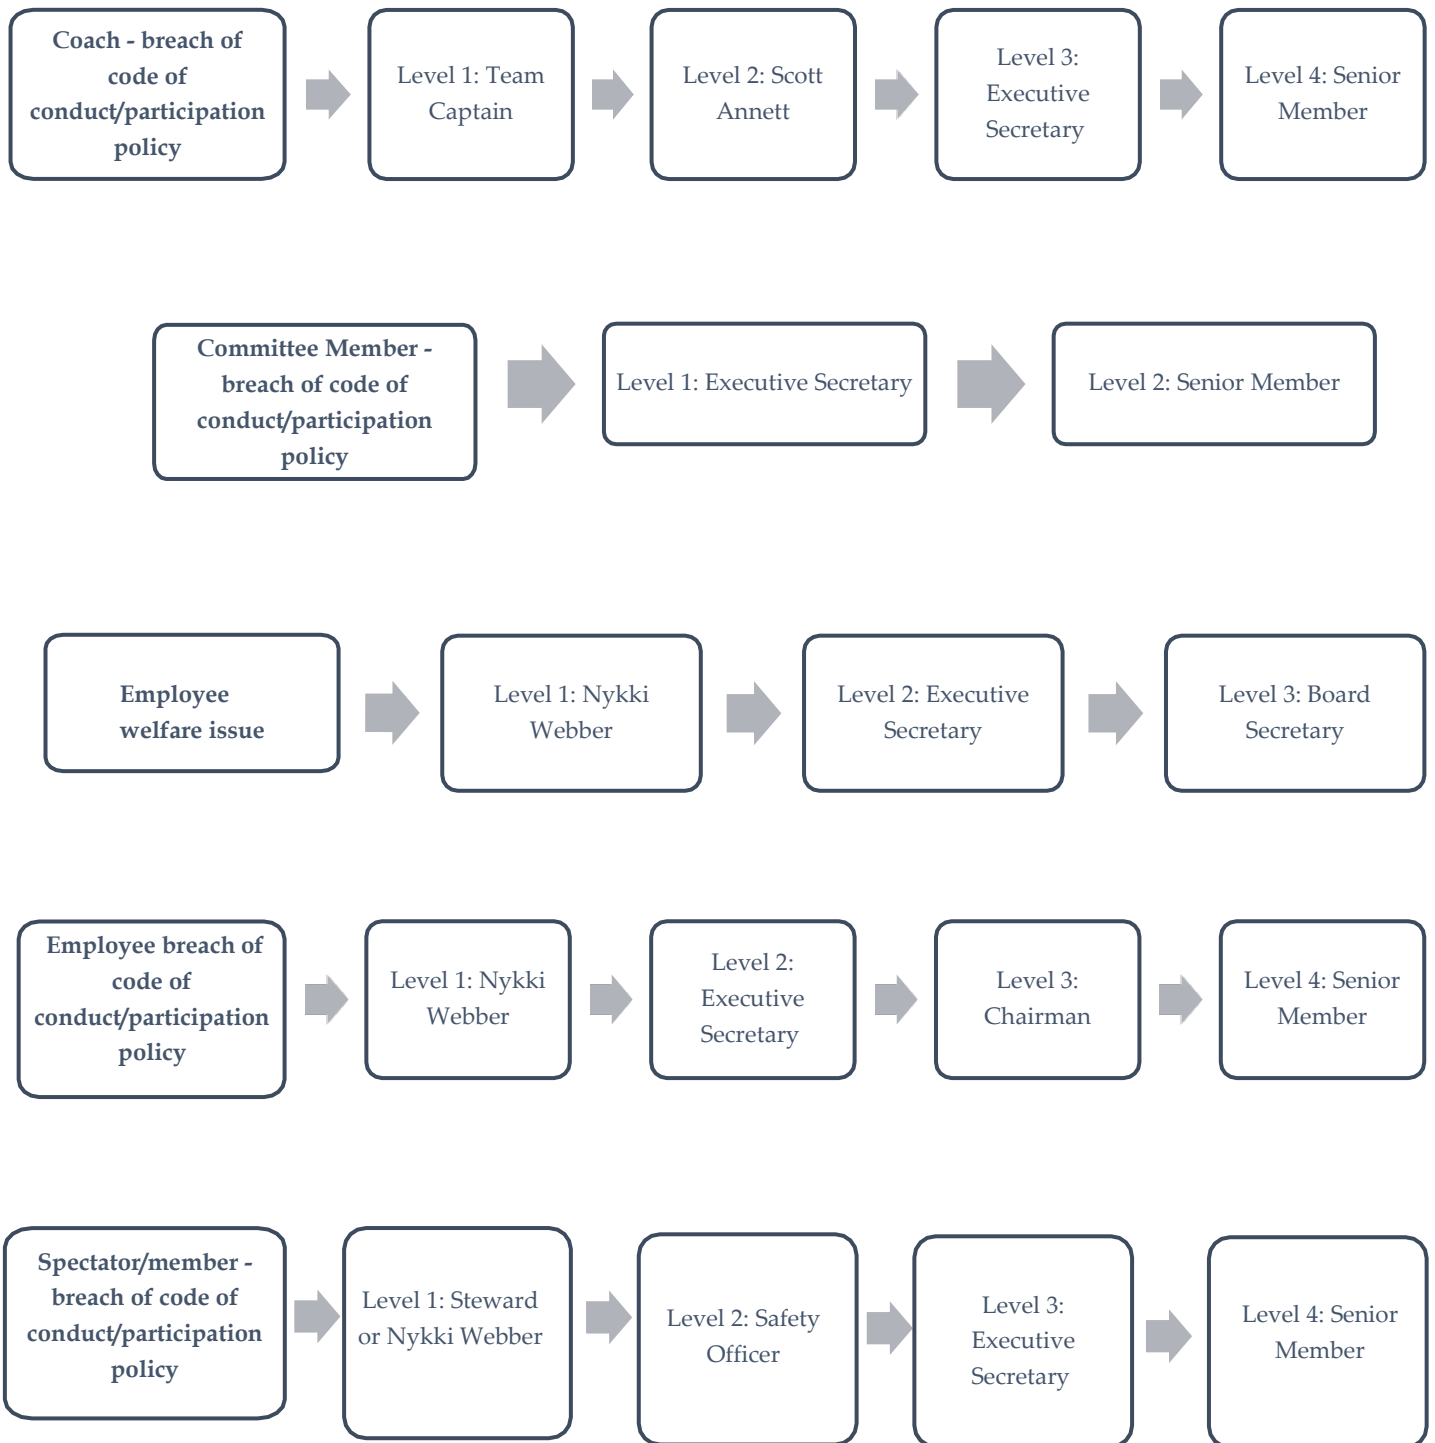 Coach - breach of
code of
conduct/participation
policy
Level 1: Team
Captain
Level 2: Scott
Annett
Level 3:
Executive
Secretary
Level 4: Senior
Member
Committee Member -
breach of code of
conduct/participation
policy
Level 1: Executive Secretary
Level 2: Senior Member
Employee
welfare issue
Level 1: Nykki
Webber
Level 2: Executive
Secretary
Level 3: Board
Secretary
Employee breach of
code of
conduct/participation
policy
Level 1: Nykki
Webber
Level 2:
Executive
Secretary
Level 3:
Chairman
Level 4: Senior
Member
Spectator/member -
breach of code of
conduct/participation
policy
Level 1: Steward
or Nykki Webber
Level 2: Safety
Officer
Level 3:
Executive
Secretary
Level 4: Senior
Member